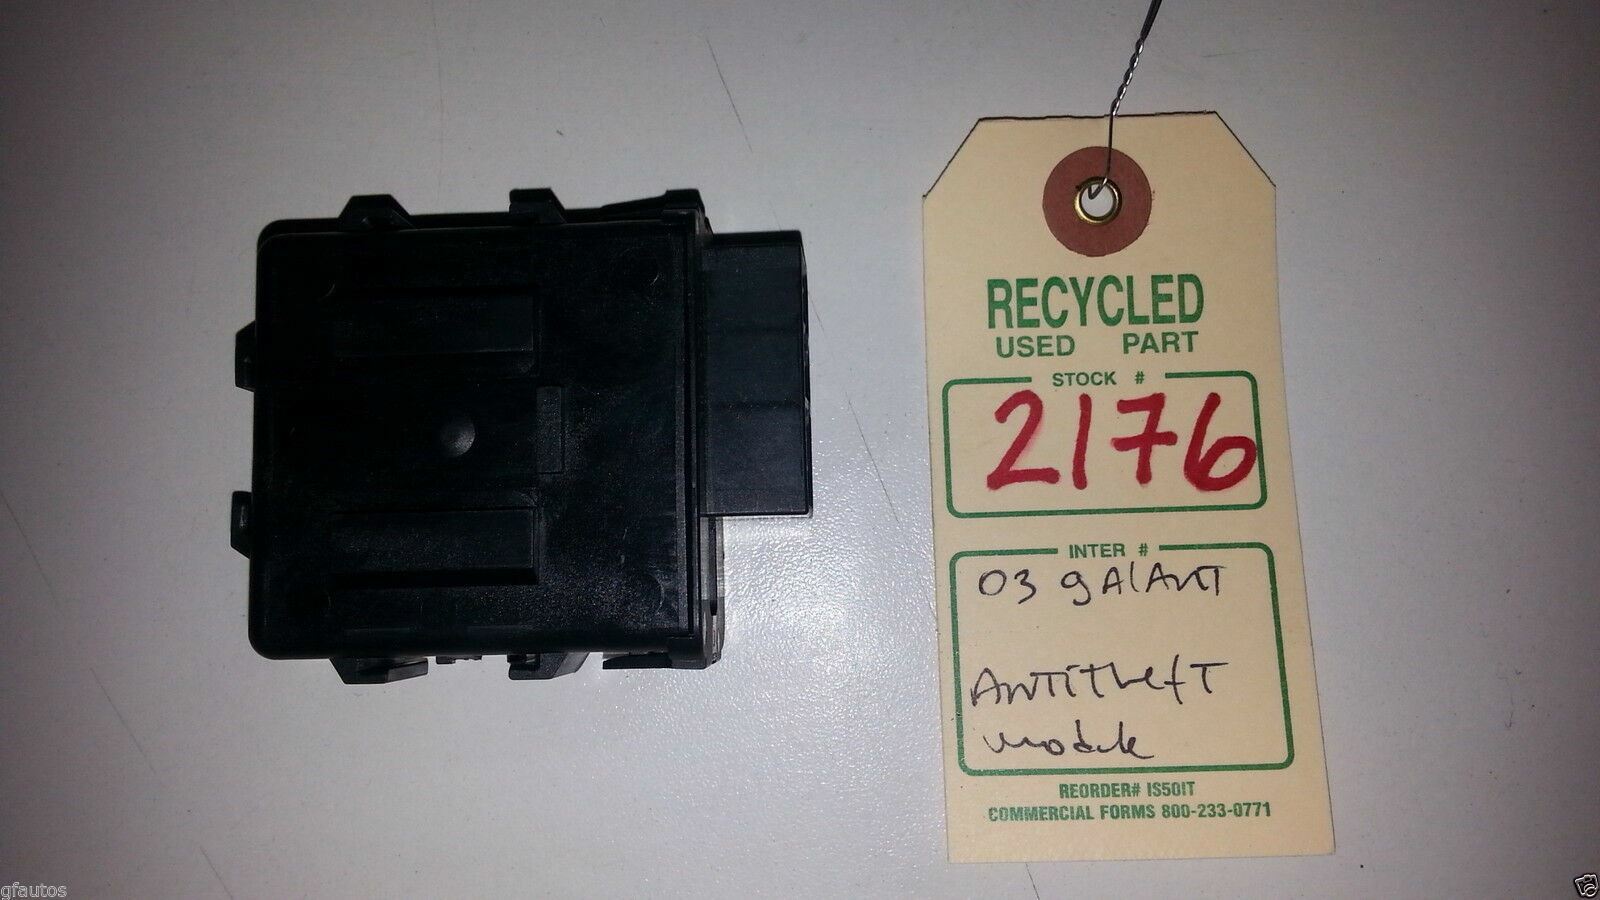 RECYCLED
USED PART
STOCK #
2176
INTER #
03 gAlAnT
AnTiTheft
module
REORDER# IS50IT
COMMERCIAL FORMS 800-233-0771
gfautos